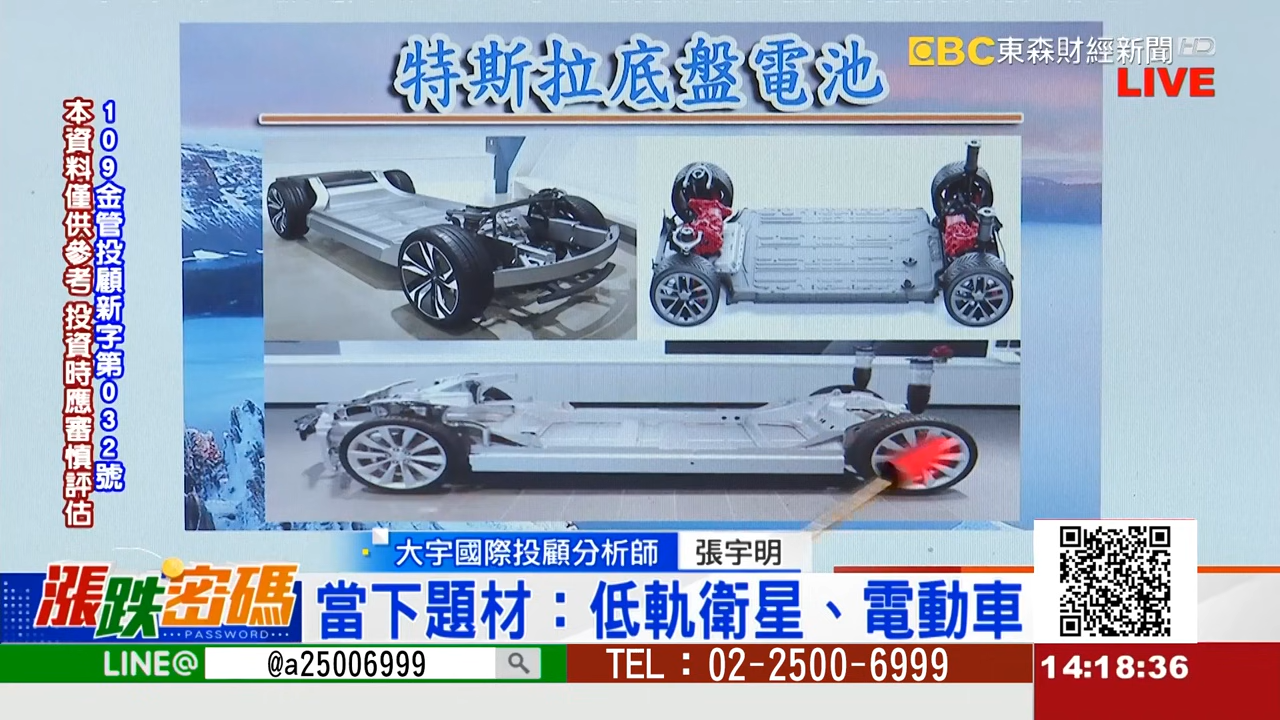 特斯拉底盤電池
EBC東森財經新聞HD
LIVE
109金管投顧新字第032號
本資料僅供參考 投資時應審慎評估
大宇國際投顧分析師
張宇明
漲跌密碼
PASSWORD
當下題材：低軌衛星、電動車
LINE@
@a25006999
TEL：02-2500-6999
14:18:36